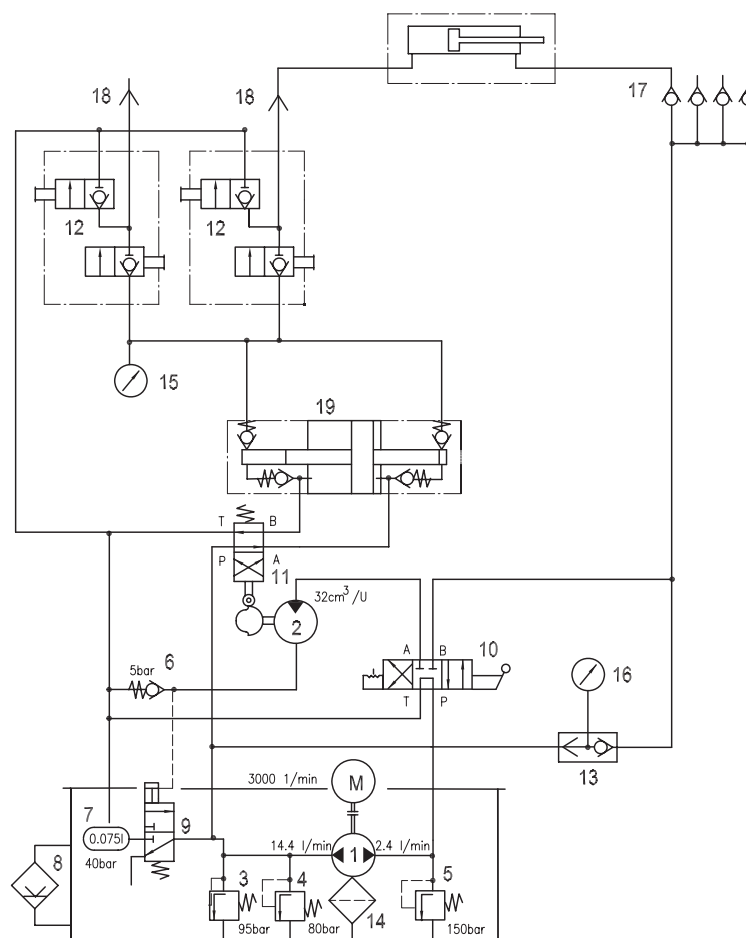 17
18
18
12
12
15
19
T
B
P
A
11
32cm³/U
2
A
B
10
6
5bar
T
P
16
13
3000 1/min
M
7
9
0.075l
14.4 l/min
1
2.4 l/min
8
40bar
3
4
5
14
95bar
80bar
150bar